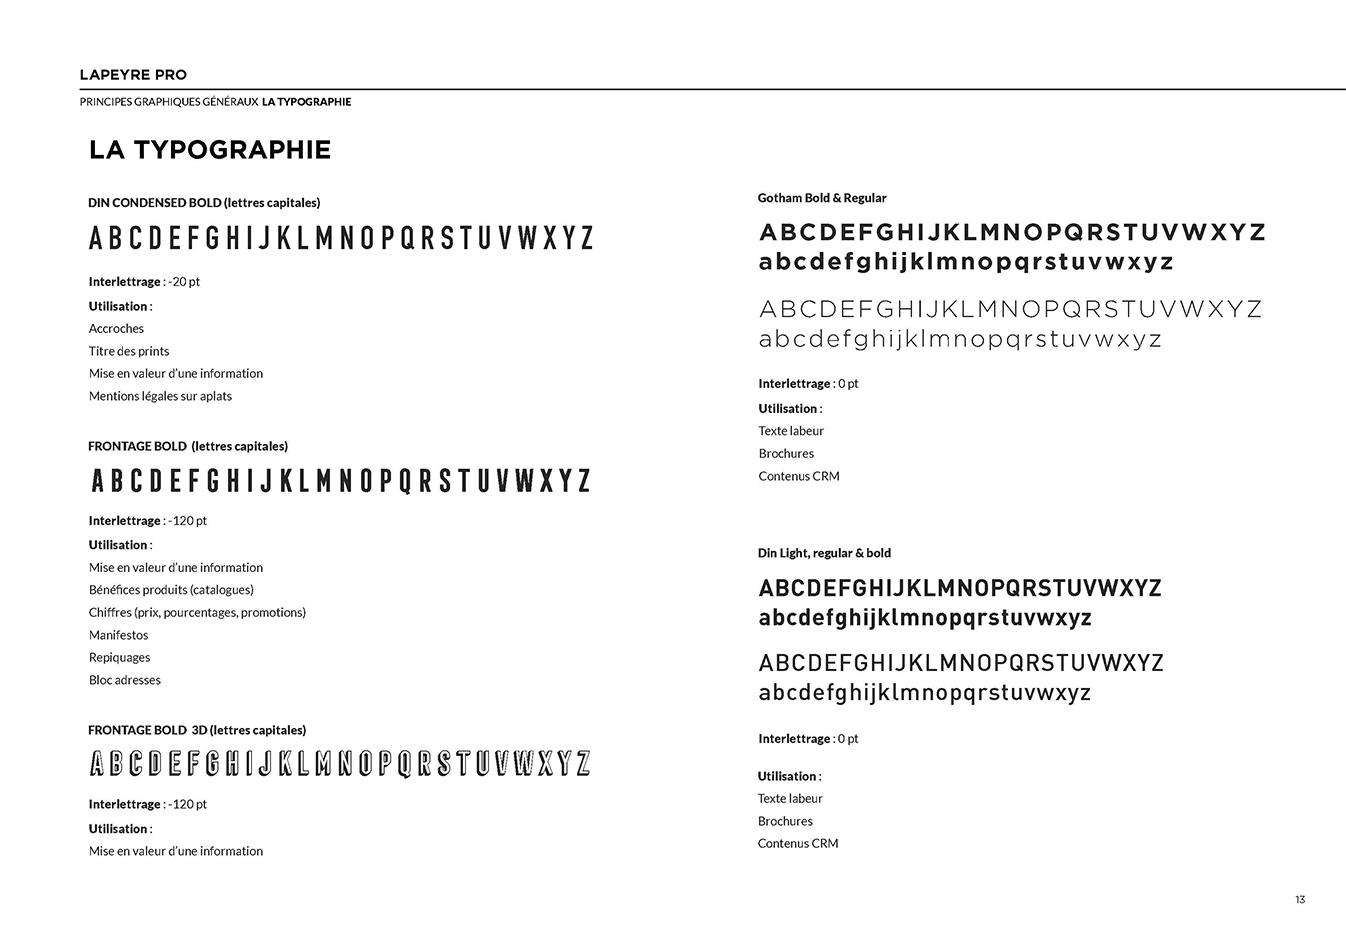 LAPEYRE PRO
PRINCIPES GRAPHIQUES GÉNÉRAUX LA TYPOGRAPHIE
LA TYPOGRAPHIE
DIN CONDENSED BOLD (lettres capitales)
A B C D E F G H I J K L M N O P Q R S T U V W X Y Z
Interlettrage : -20 pt
Utilisation :
Accroches
Titre des prints
Mise en valeur d'une information
Mentions légales sur aplats
FRONTAGE BOLD (lettres capitales)
A B C D E F G H I J K L M N O P Q R S T U V W X Y Z
Interlettrage : -120 pt
Utilisation :
Mise en valeur d'une information
Bénéfices produits (catalogues)
Chiffres (prix, pourcentages, promotions)
Manifestos
Repiquages
Bloc adresses
FRONTAGE BOLD 3D (lettres capitales)
A B C D E F G H I J K L M N O P Q R S T U V W X Y Z
Interlettrage : -120 pt
Utilisation :
Mise en valeur d'une information
Gotham Bold & Regular
ABCDEFGHIJKLMNOPQRSTUVWXYZ
abcdefghijklmnopqrstuvwxyz
ABCDEFGHIJKLMNOPQRSTUVWXYZ
abcdefghijklmnopqrstuvwxyz
Interlettrage : 0 pt
Utilisation :
Texte labeur
Brochures
Contenus CRM
Din Light, regular & bold
ABCDEFGHIJKLMNOPQRSTUVWXYZ
abcdefghijklmnopqrstuvwxyz
ABCDEFGHIJKLMNOPQRSTUVWXYZ
abcdefghijklmnopqrstuvwxyz
Interlettrage : 0 pt
Utilisation :
Texte labeur
Brochures
Contenus CRM
13